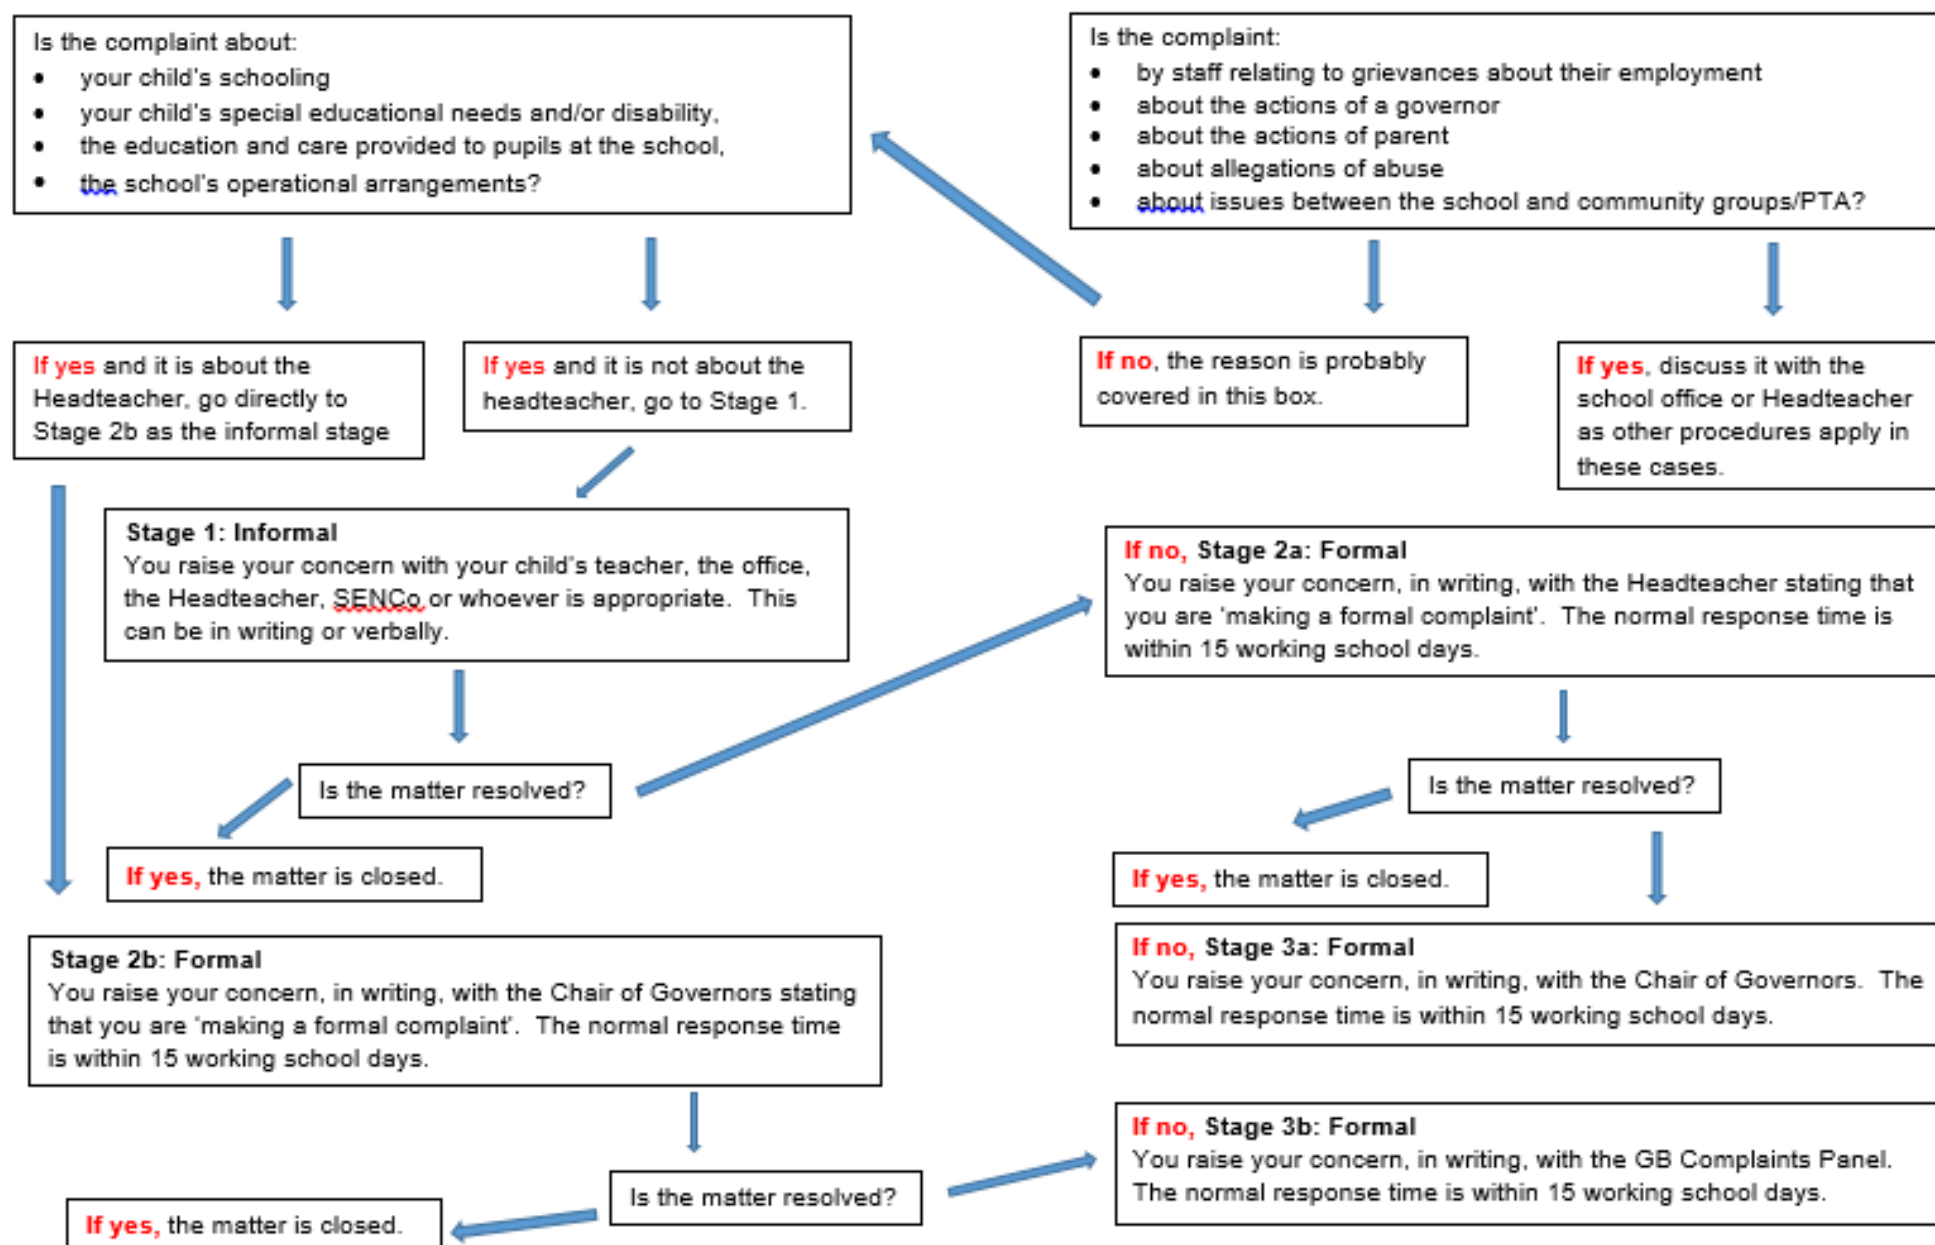 Is the complaint about:
• your child's schooling
• your child's special educational needs and/or disability,
• the education and care provided to pupils at the school,
• the school's operational arrangements?
Is the complaint:
• by staff relating to grievances about their employment
• about the actions of a governor
• about the actions of parent
• about allegations of abuse
• about issues between the school and community groups/PTA?
If yes and it is about the
Headteacher, go directly to
Stage 2b as the informal stage
If yes and it is not about the
headteacher, go to Stage 1.
If no, the reason is probably
covered in this box.
If yes, discuss it with the
school office or Headteacher
as other procedures apply in
these cases.
Stage 1: Informal
You raise your concern with your child's teacher, the office,
the Headteacher, SENCo or whoever is appropriate. This
can be in writing or verbally.
If no, Stage 2a: Formal
You raise your concern, in writing, with the Headteacher stating that
you are 'making a formal complaint'. The normal response time is
within 15 working school days.
Is the matter resolved?
Is the matter resolved?
If yes, the matter is closed.
If yes, the matter is closed.
Stage 2b: Formal
You raise your concern, in writing, with the Chair of Governors stating
that you are 'making a formal complaint'. The normal response time
is within 15 working school days.
If no, Stage 3a: Formal
You raise your concern, in writing, with the Chair of Governors. The
normal response time is within 15 working school days.
Is the matter resolved?
If no, Stage 3b: Formal
You raise your concern, in writing, with the GB Complaints Panel.
The normal response time is within 15 working school days.
If yes, the matter is closed.